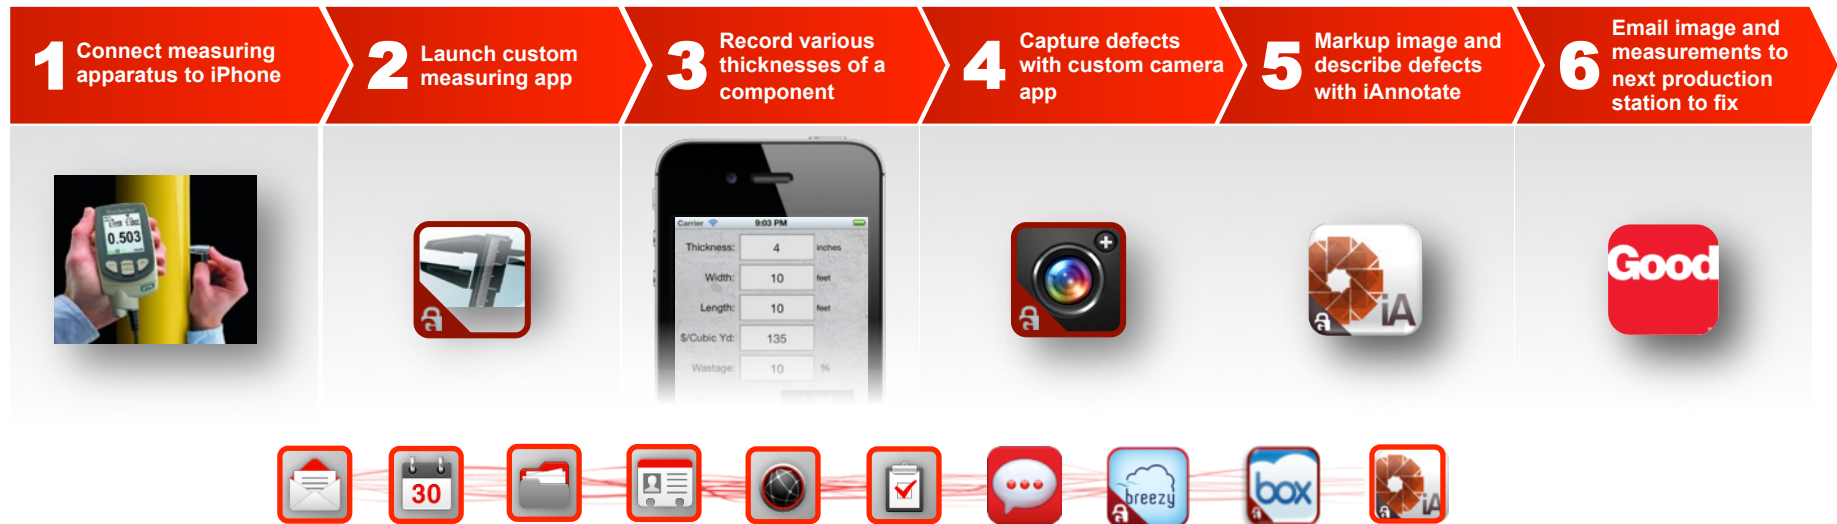 1
Connect measuring
apparatus to iPhone
2
Launch custom
measuring app
3
Record various
thicknesses of a
component
4
Capture defects
with custom camera
app
5
Markup image and
describe defects
with iAnnotate
6
Email image and
measurements to
next production
station to fix
0.503
Carrier 9:03 PM
Thickness: 4 inches
Width: 10 feet
Length: 10 feet
$/Cubic Yd: 135
Wastage: 10 %
iA
Good
30
breezy
box
iA